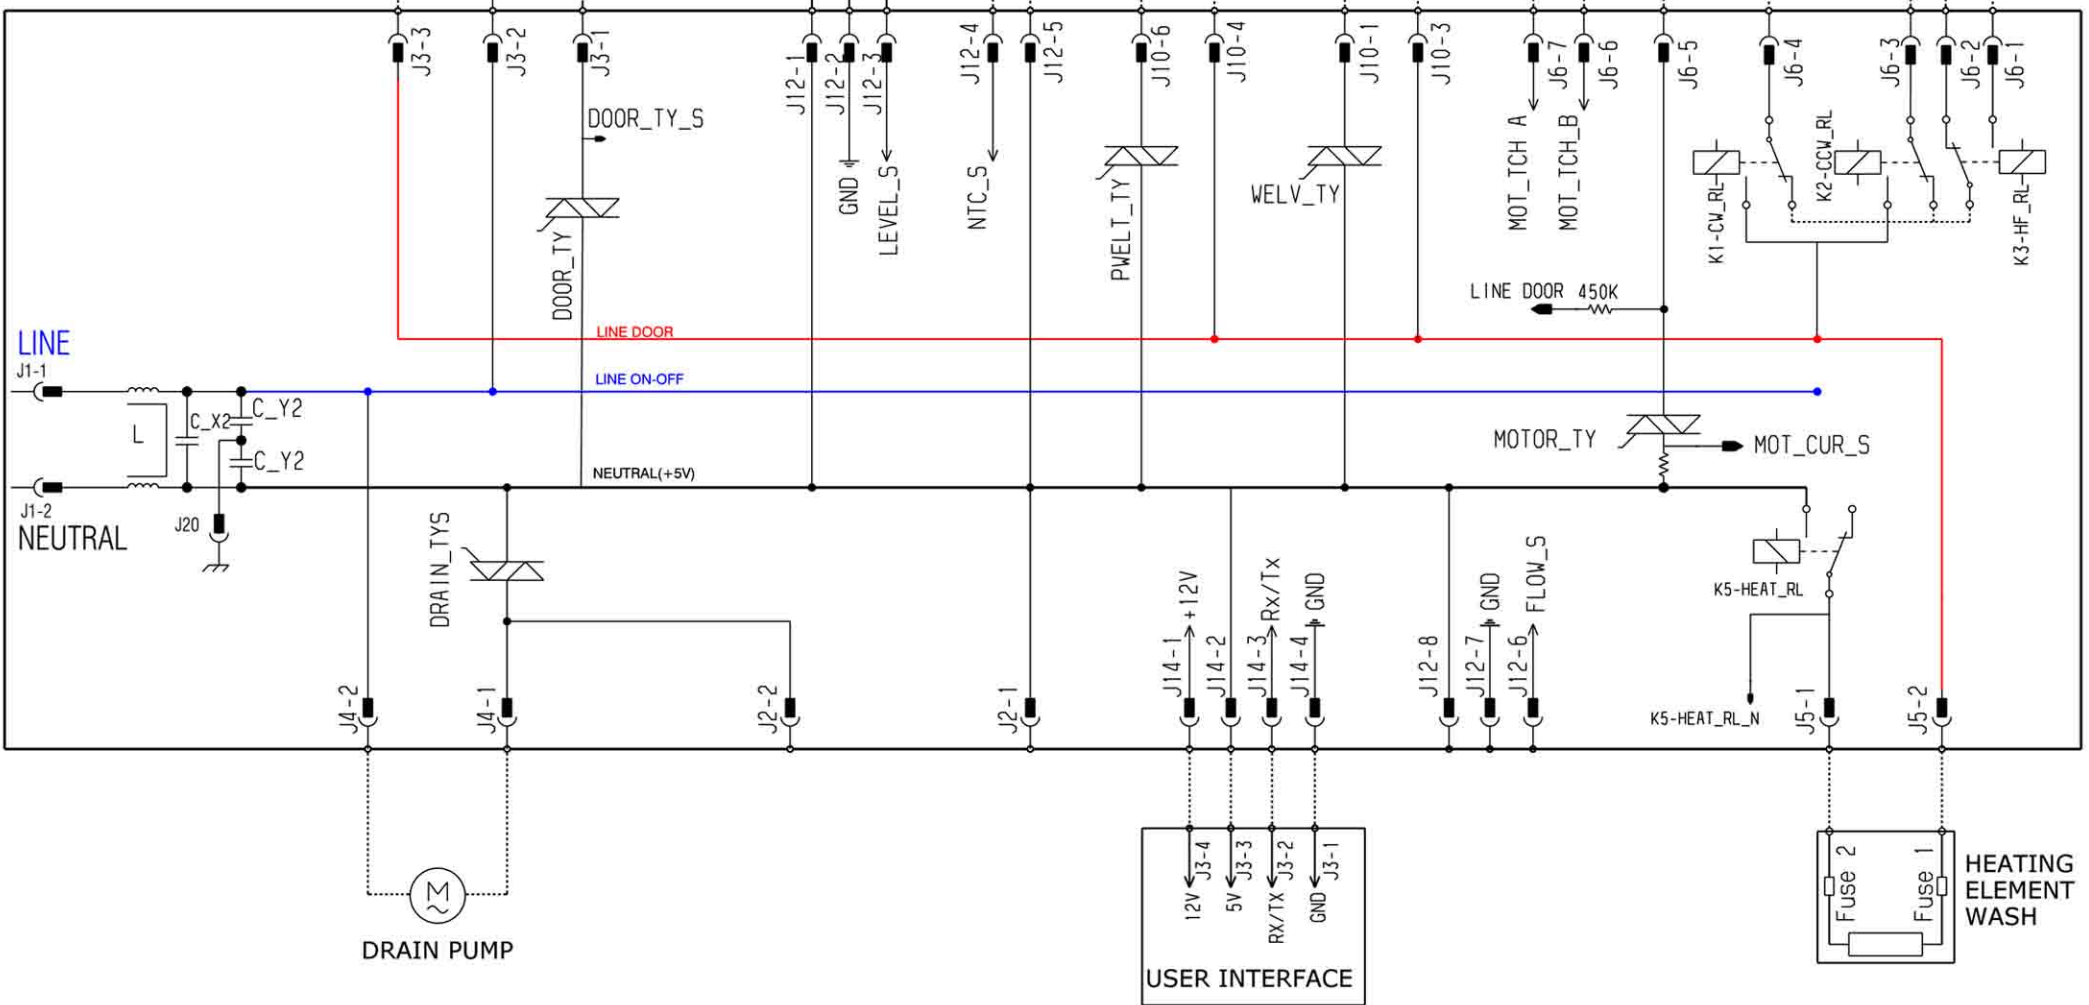 J3-3
J3-2
J3-1
J12-1
J12-2
J12-3
J12-4
J12-5
J10-6
J10-4
J10-1
J10-3
J6-7
J6-6
J6-5
J6-4
J6-3
J6-2
J6-1
DOOR_TY_S
DOOR_TY
GND
LEVEL_S
NTC_S
PWELT_TY
WELV_TY
MOT_TCH A
MOT_TCH_B
K1-CW_RL
K2-CCW_RL
K3-HF_RL
LINE DOOR 450K
LINE DOOR
LINE
J1-1
LINE ON-OFF
L
C_X2
C_Y2
C_Y2
MOTOR_TY
MOT_CUR_S
NEUTRAL(+5V)
J1-2
NEUTRAL
J20
DRAIN_TYS
+12V
Rx/Tx
GND
GND
FLOW_S
K5-HEAT_RL
K5-HEAT_RL_N
J4-2
J4-1
J2-2
J2-1
J14-1
J14-2
J14-3
J14-4
J12-8
J12-7
J12-6
J5-1
J5-2
J3-4
J3-3
J3-2
J3-1
12V
5V
RX/TX
GND
USER INTERFACE
M
DRAIN PUMP
Fuse 2
Fuse 1
HEATING
ELEMENT
WASH